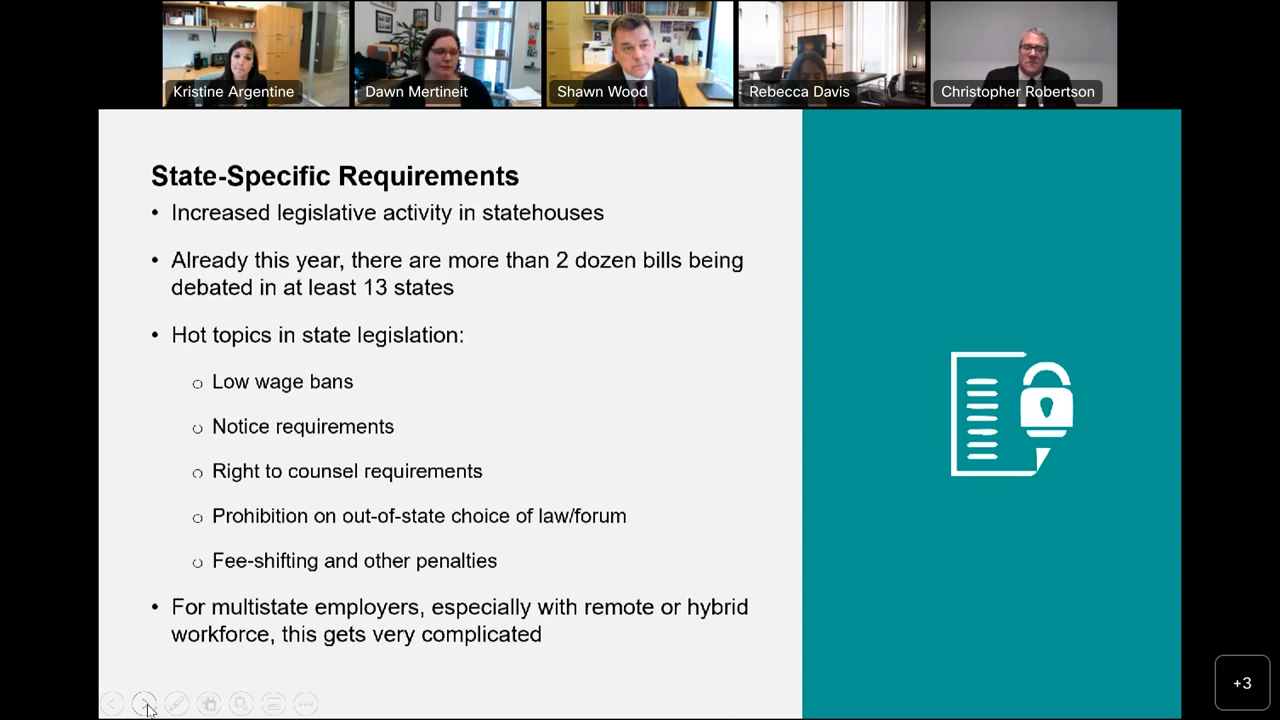 Kristine Argentine
Dawn Mertineit
Shawn Wood
Rebecca Davis
Christopher Robertson
State-Specific Requirements
• Increased legislative activity in statehouses
• Already this year, there are more than 2 dozen bills being
debated in at least 13 states
• Hot topics in state legislation:
o Low wage bans
o Notice requirements
o Right to counsel requirements
o Prohibition on out-of-state choice of law/forum
o Fee-shifting and other penalties
• For multistate employers, especially with remote or hybrid
workforce, this gets very complicated
+3